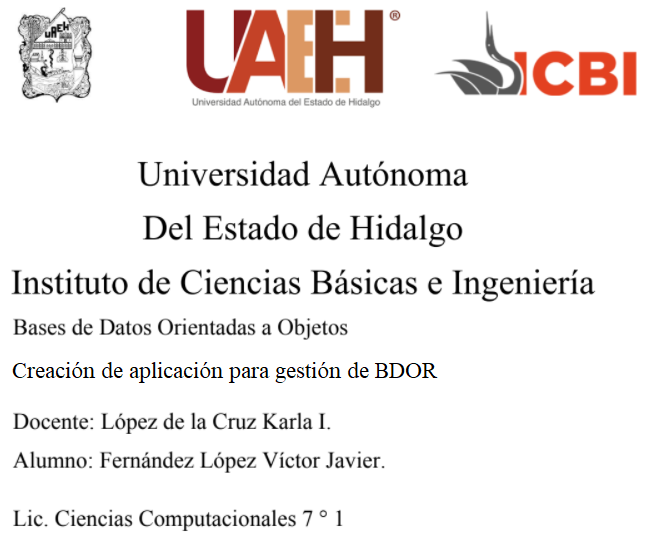 UAEH
UAEH®
Universidad Autónoma del Estado de Hidalgo
ICBI
Universidad Autónoma
Del Estado de Hidalgo
Instituto de Ciencias Básicas e Ingeniería
Bases de Datos Orientadas a Objetos
Creación de aplicación para gestión de BDOR
Docente: López de la Cruz Karla I.
Alumno: Fernández López Víctor Javier.
Lic. Ciencias Computacionales 7 ° 1